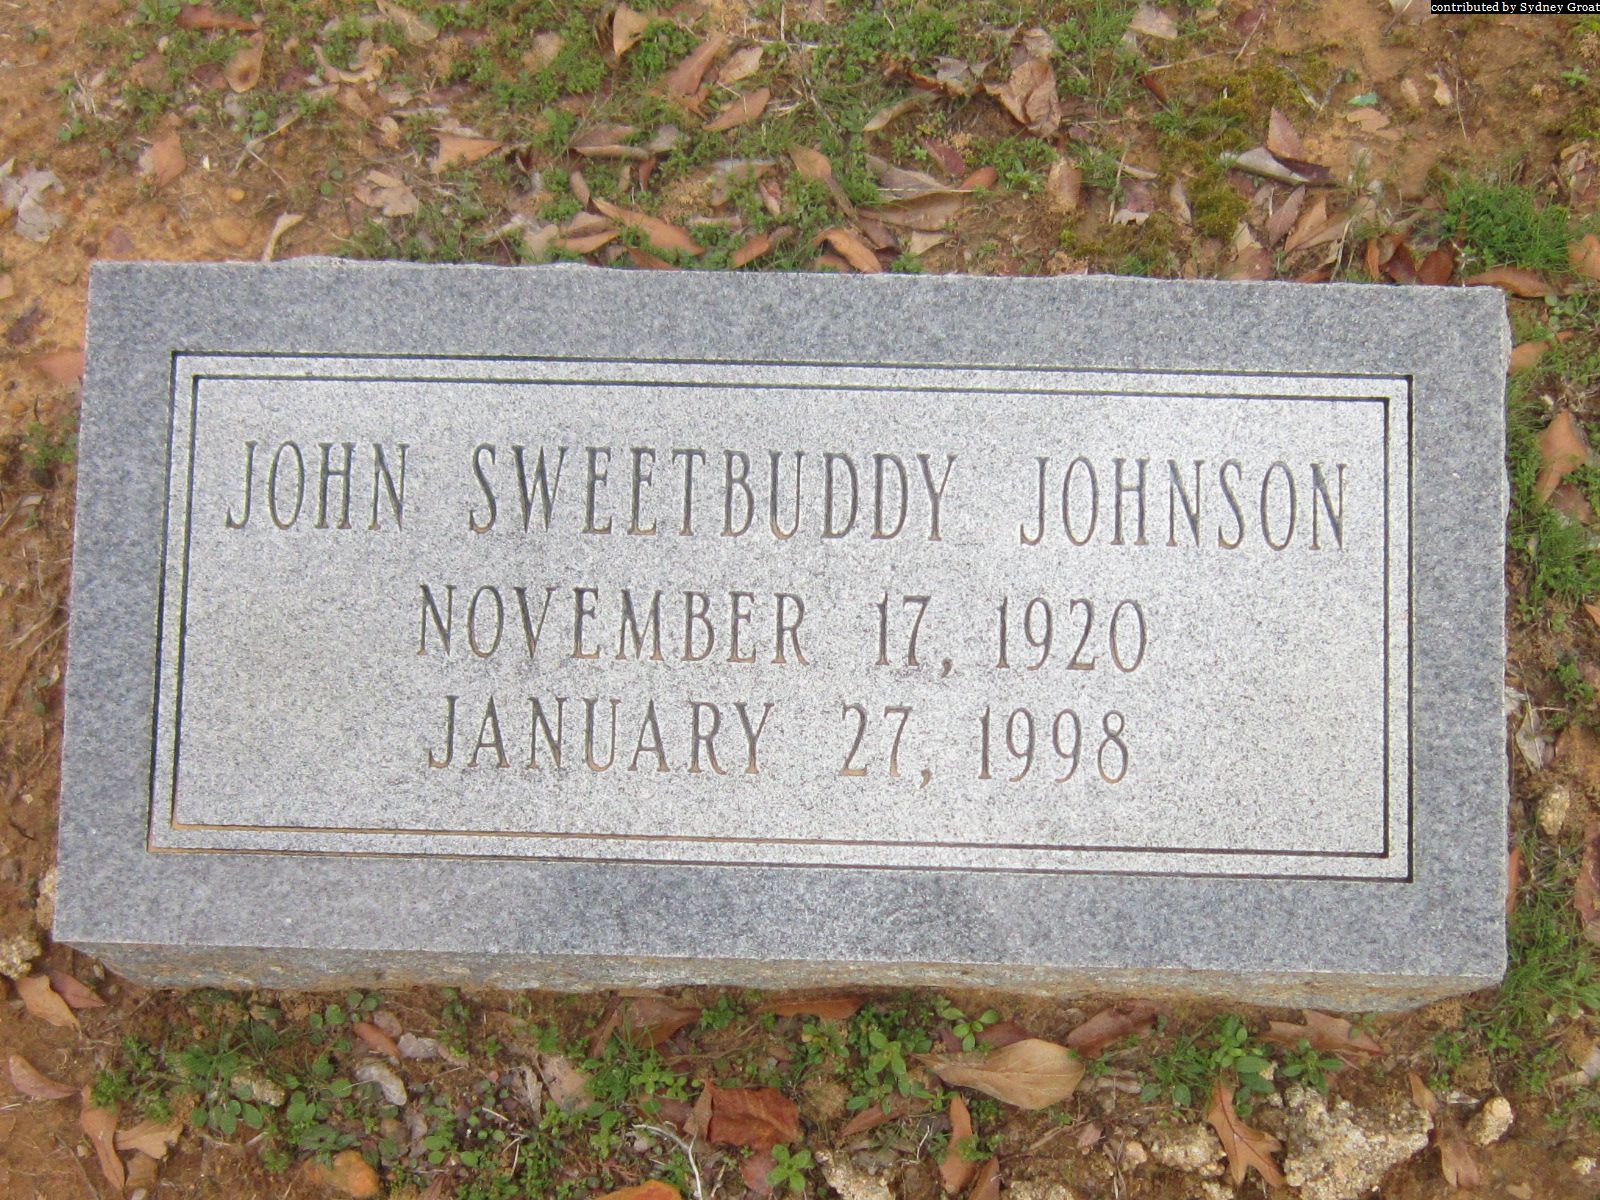 contributed by Sydney Groat
JOHN SWEETBUDDY JOHNSON
NOVEMBER 17, 1920
JANUARY 27, 1998